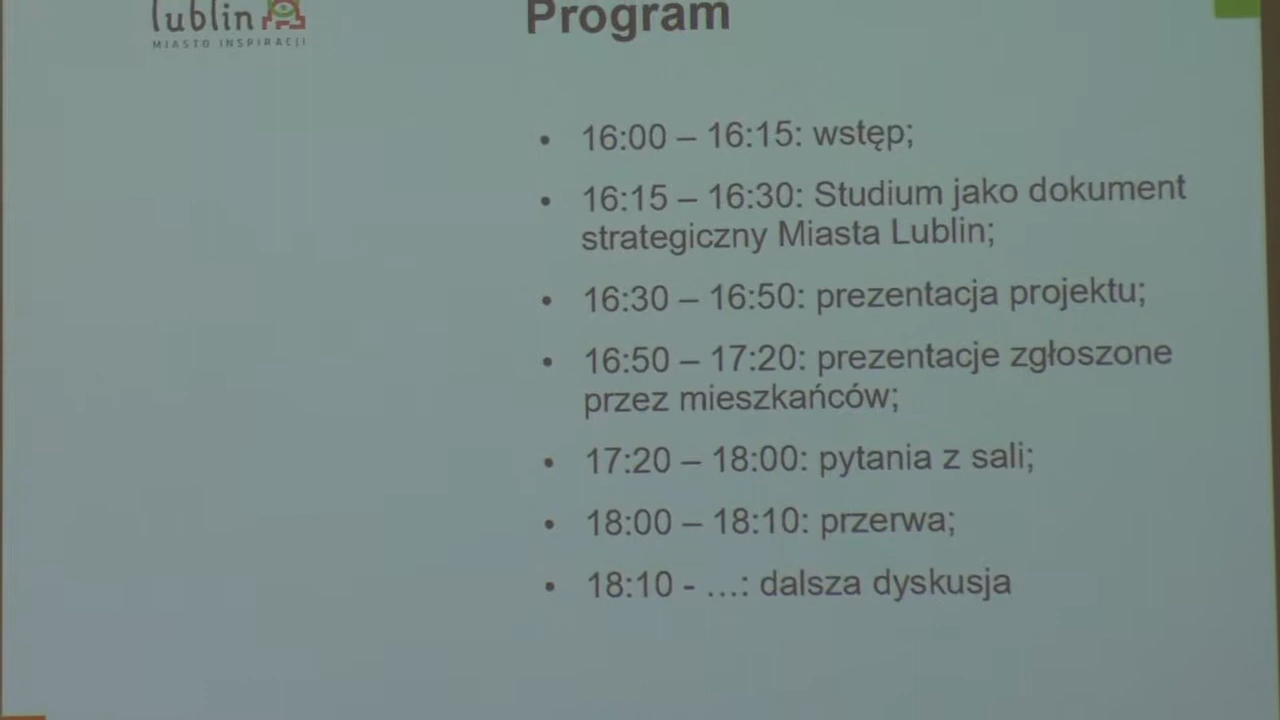 lublin
MIASTO INSPIRACJI
Program
• 16:00 – 16:15: wstęp;
• 16:15 – 16:30: Studium jako dokument
strategiczny Miasta Lublin;
• 16:30 – 16:50: prezentacja projektu;
• 16:50 – 17:20: prezentacje zgłoszone
przez mieszkańców;
• 17:20 – 18:00: pytania z sali;
• 18:00 – 18:10: przerwa;
• 18:10 - ...: dalsza dyskusja